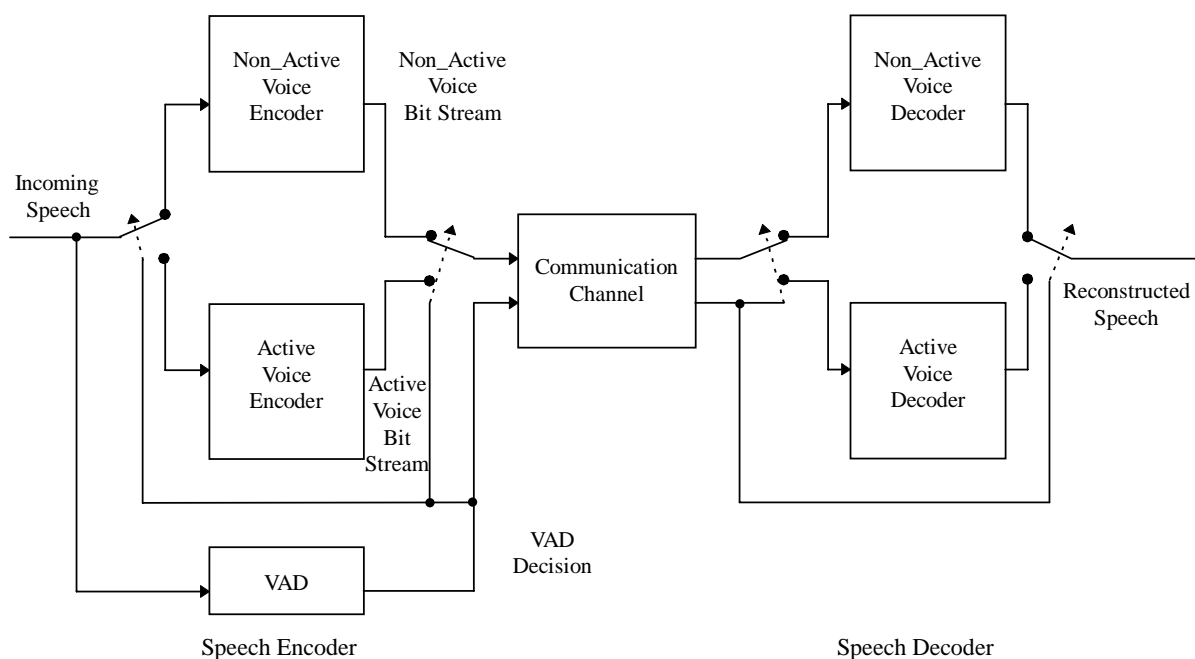 Non_Active
Voice
Encoder
Non_Active
Voice
Bit Stream
Non_Active
Voice
Decoder
Incoming
Speech
Communication
Channel
Reconstructed
Speech
Active
Voice
Encoder
Active
Voice
Bit
Stream
Active
Voice
Decoder
VAD
VAD
Decision
Speech Encoder
Speech Decoder